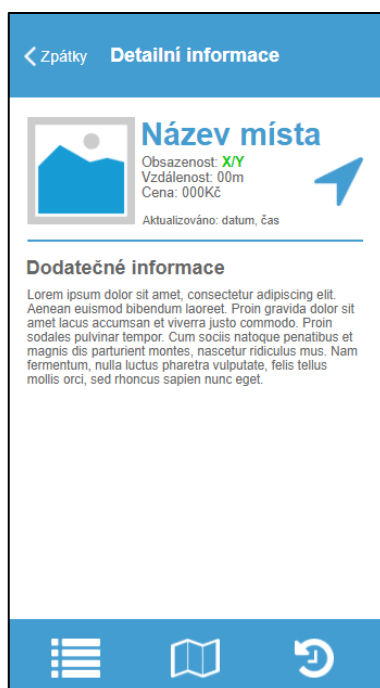 Zpátky Detailní informace
Název místa
Obsazenost: X/Y
Vzdálenost: 00m
Cena: 000Kč
Aktualizováno: datum, čas
Dodatečné informace
Lorem ipsum dolor sit amet, consectetur adipiscing elit.
Aenean euismod bibendum laoreet. Proin gravida dolor sit
amet lacus accumsan et viverra justo commodo. Proin
sodales pulvinar tempor. Cum sociis natoque penatibus et
magnis dis parturient montes, nascetur ridiculus mus. Nam
fermentum, nulla luctus pharetra vulputate, felis tellus
mollis orci, sed rhoncus sapien nunc eget.